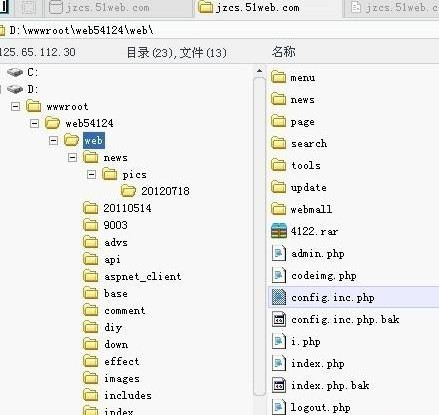 jzcs.51web.com
jzcs.51web.com
jzcs.51web.com
D:\wwwroot\web54124\web\
125.65.112.30
目录(23),文件(13)
名称
C:
D:
wwwroot
web54124
web
news
pics
20120718
20110514
9003
advs
api
aspnet_client
base
comment
diy
down
effect
images
includes
index
menu
news
page
search
tools
update
webmall
4122.rar
admin.php
codeimg.php
config.inc.php
config.inc.php.bak
i.php
index.php
index.php.bak
logout.php